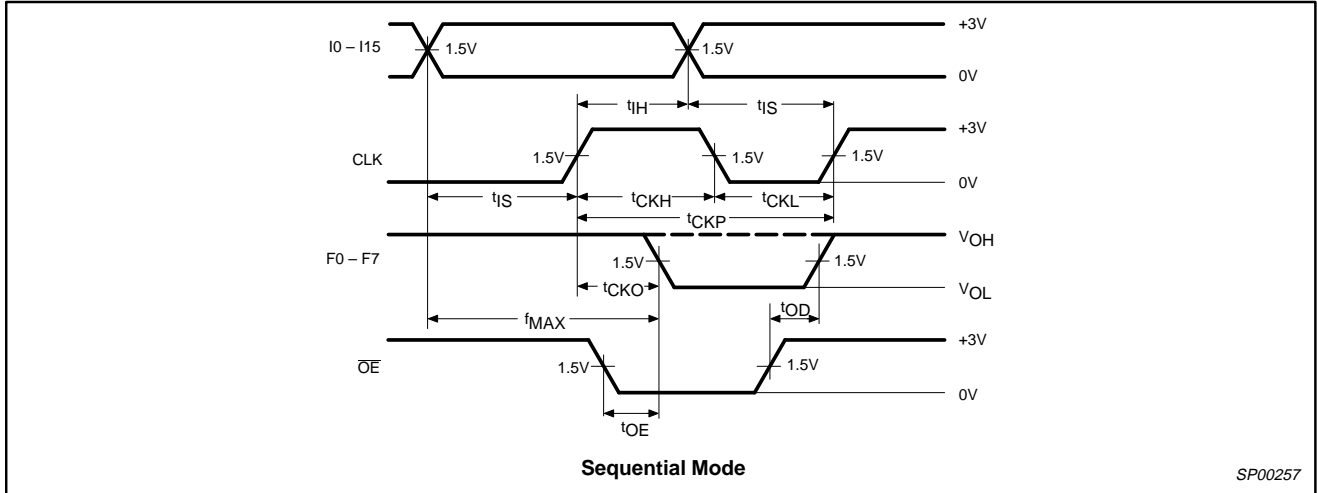 +3V
I0 – I15
1.5V
1.5V
0V
tIH
tIS
+3V
CLK
1.5V
1.5V
1.5V
0V
tIS
tCKH
tCKL
tCKP
VOH
F0 – F7
1.5V
1.5V
VOL
tCKO
tOD
fMAX
+3V
OE
1.5V
1.5V
0V
tOE
Sequential Mode
SP00257